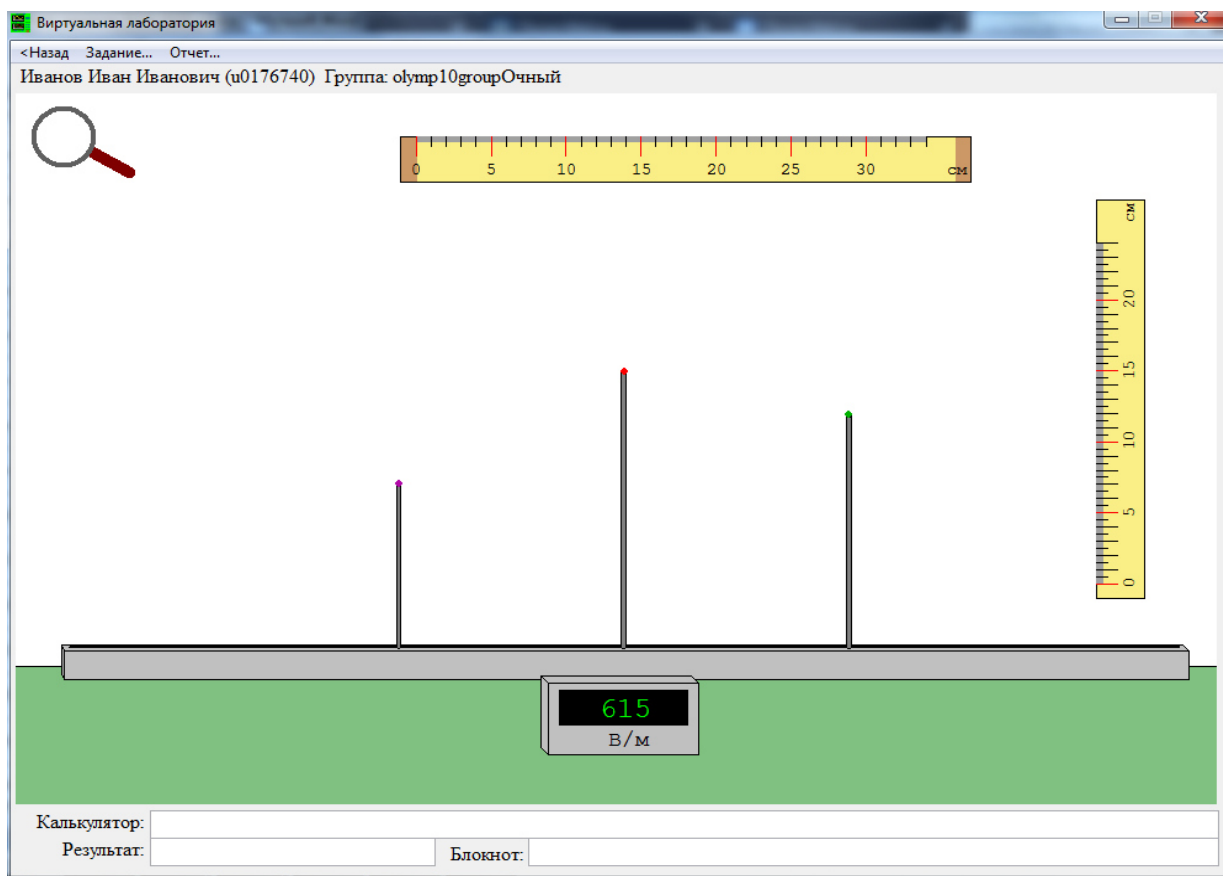 Виртуальная лаборатория
<Назад Задание... Отчет...
Иванов Иван Иванович (u0176740) Группа: olymp10groupОчный
0 5 10 15 20 25 30 см
см
20
15
10
5
0
615
В/м
Калькулятор:
Результат:
Блокнот: